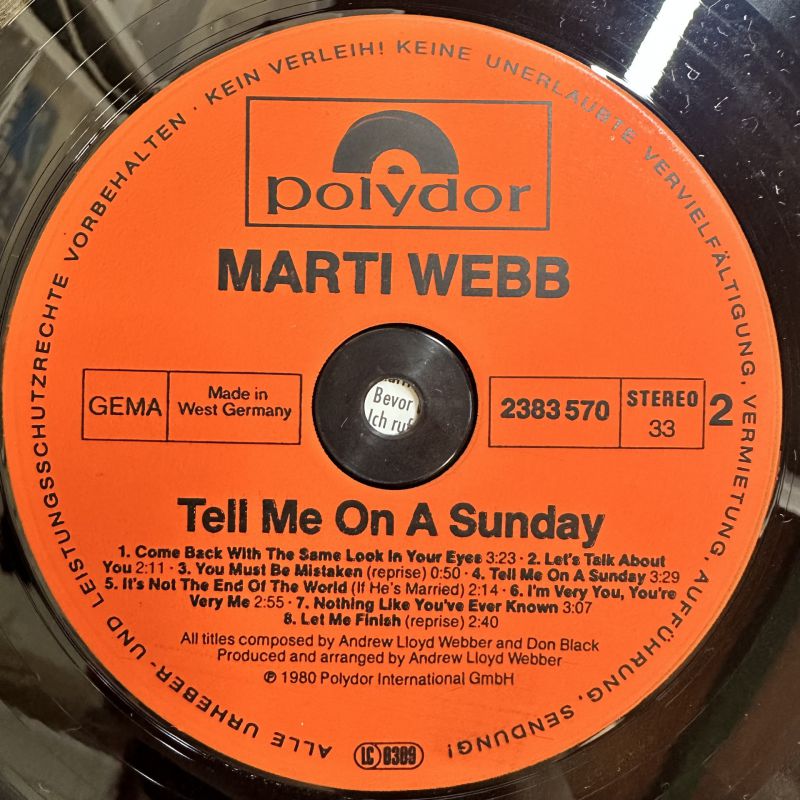 ALLE URHEBER- UND LEISTUNGSSCHUTZRECHTE VORBEHALTEN · KEIN VERLEIH! KEINE UNERLAUBTE VERVIELFÄLTIGUNG, VERMIETUNG, AUFFÜHRUNG, SENDUNG!
polydor
MARTI WEBB
GEMA
Made in
West Germany
Bevor
Ich ruf
2383 570
STEREO
33
2
Tell Me On A Sunday
1. Come Back With The Same Look In Your Eyes 3:23 · 2. Let's Talk About
You 2:11 · 3. You Must Be Mistaken (reprise) 0:50 · 4. Tell Me On A Sunday 3:29
5. It's Not The End Of The World (If He's Married) 2:14 · 6. I'm Very You, You're
Very Me 2:55 · 7. Nothing Like You've Ever Known 3:07
8. Let Me Finish (reprise) 2:40
All titles composed by Andrew Lloyd Webber and Don Black
Produced and arranged by Andrew Lloyd Webber
℗ 1980 Polydor International GmbH
LC 0309